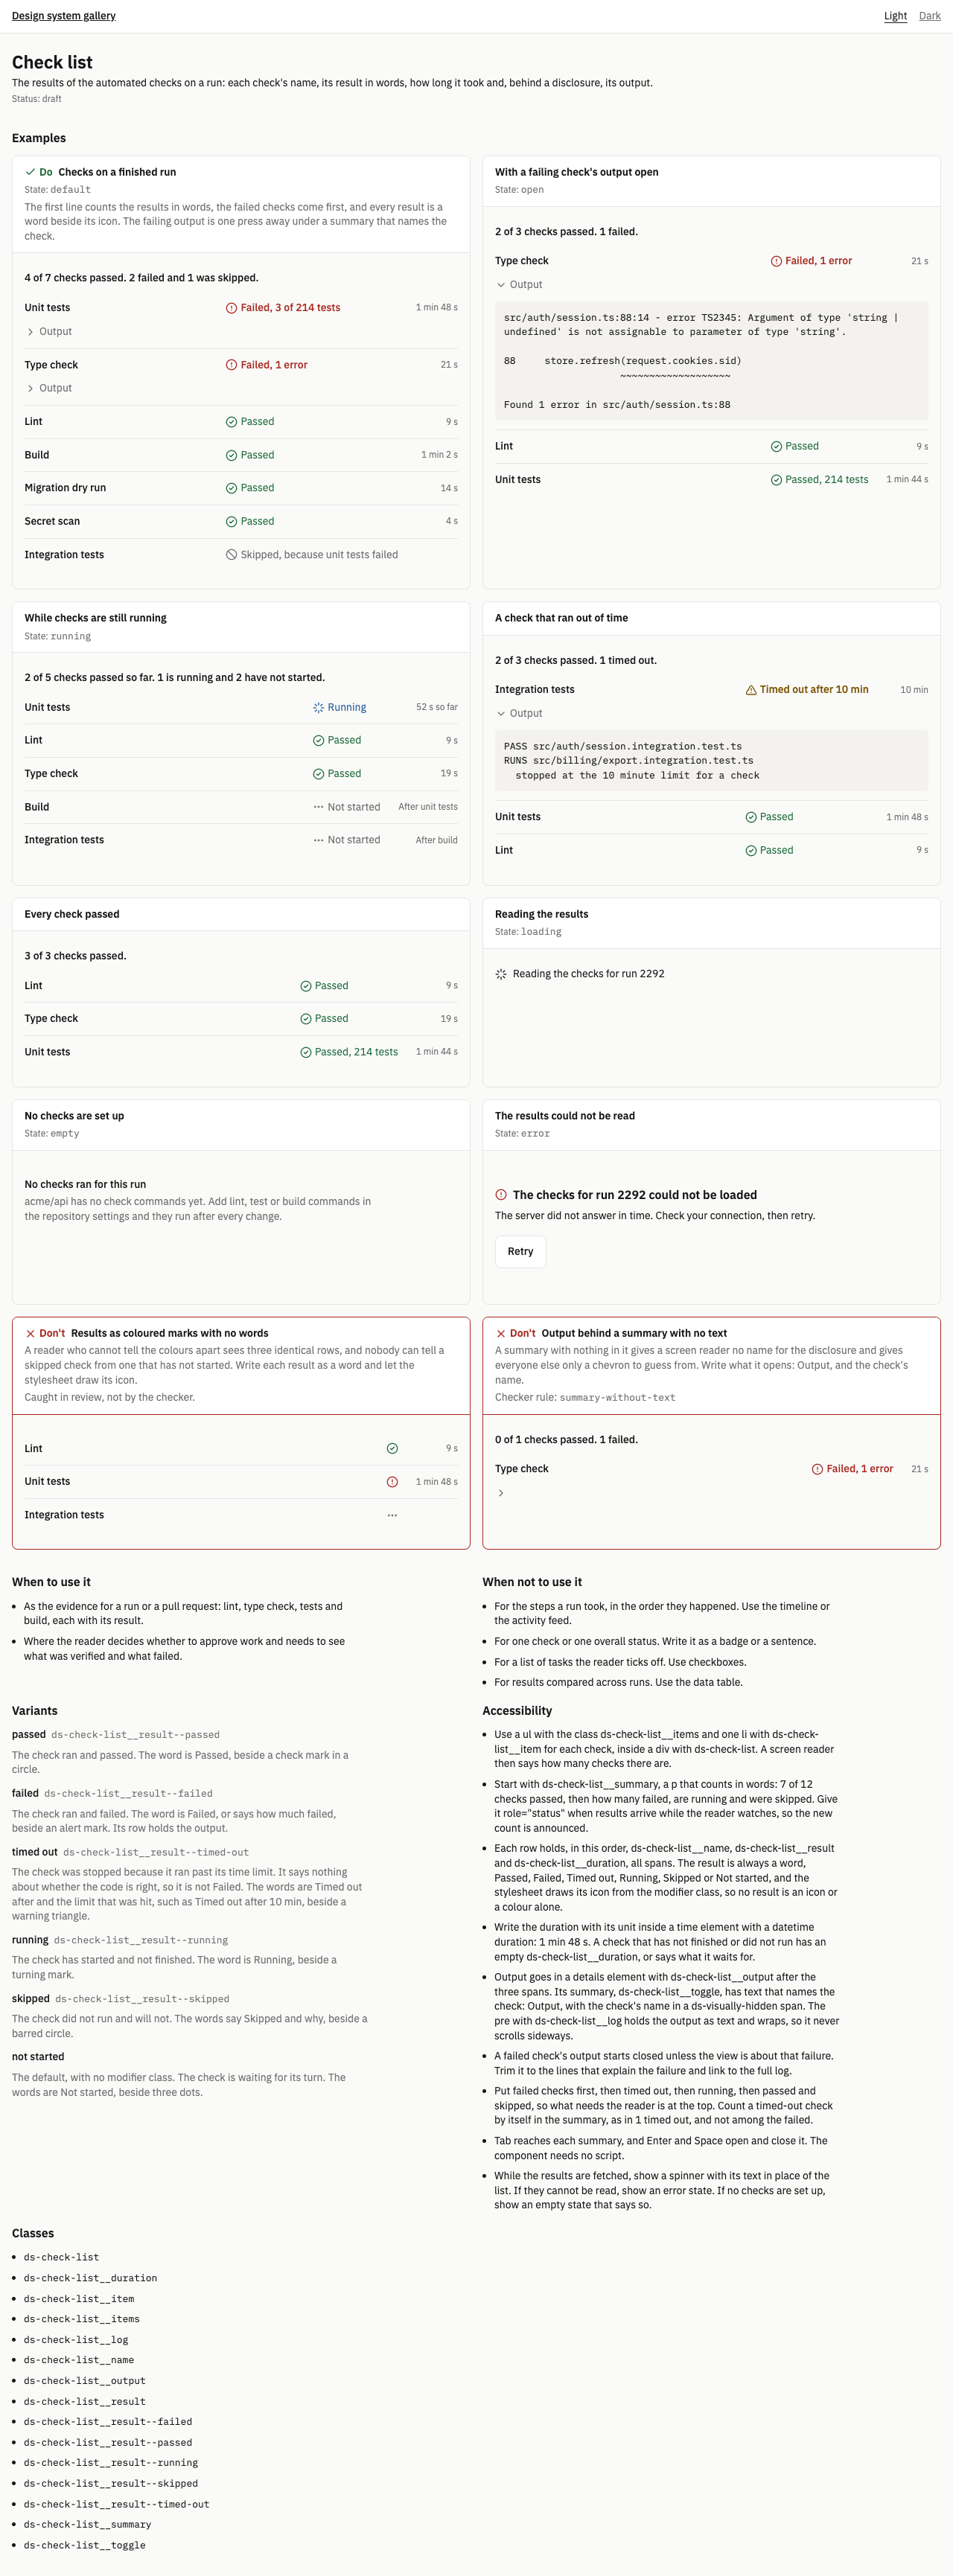 Design system gallery
Light Dark
Check list
The results of the automated checks on a run: each check's name, its result in words, how long it took and, behind a disclosure, its output.
Status: draft
Examples
Do Checks on a finished run
State: default
The first line counts the results in words, the failed checks come first, and every result is a
word beside its icon. The failing output is one press away under a summary that names the
check.
4 of 7 checks passed. 2 failed and 1 was skipped.
Unit tests Failed, 3 of 214 tests 1 min 48 s
Output
Type check Failed, 1 error 21 s
Output
Lint Passed 9 s
Build Passed 1 min 2 s
Migration dry run Passed 14 s
Secret scan Passed 4 s
Integration tests Skipped, because unit tests failed
With a failing check's output open
State: open
2 of 3 checks passed. 1 failed.
Type check Failed, 1 error 21 s
Output
src/auth/session.ts:88:14 - error TS2345: Argument of type 'string |
undefined' is not assignable to parameter of type 'string'.
88 store.refresh(request.cookies.sid)
~~~~~~~~~~~~~~~~~~~
Found 1 error in src/auth/session.ts:88
Lint Passed 9 s
Unit tests Passed, 214 tests 1 min 44 s
While checks are still running
State: running
2 of 5 checks passed so far. 1 is running and 2 have not started.
Unit tests Running 52 s so far
Lint Passed 9 s
Type check Passed 19 s
Build Not started After unit tests
Integration tests Not started After build
A check that ran out of time
2 of 3 checks passed. 1 timed out.
Integration tests Timed out after 10 min 10 min
Output
PASS src/auth/session.integration.test.ts
RUNS src/billing/export.integration.test.ts
stopped at the 10 minute limit for a check
Unit tests Passed 1 min 48 s
Lint Passed 9 s
Every check passed
3 of 3 checks passed.
Lint Passed 9 s
Type check Passed 19 s
Unit tests Passed, 214 tests 1 min 44 s
Reading the results
State: loading
Reading the checks for run 2292
No checks are set up
State: empty
No checks ran for this run
acme/api has no check commands yet. Add lint, test or build commands in
the repository settings and they run after every change.
The results could not be read
State: error
The checks for run 2292 could not be loaded
The server did not answer in time. Check your connection, then retry.
Retry
Don't Results as coloured marks with no words
A reader who cannot tell the colours apart sees three identical rows, and nobody can tell a
skipped check from one that has not started. Write each result as a word and let the
stylesheet draw its icon.
Caught in review, not by the checker.
Lint 9 s
Unit tests 1 min 48 s
Integration tests
Don't Output behind a summary with no text
A summary with nothing in it gives a screen reader no name for the disclosure and gives
everyone else only a chevron to guess from. Write what it opens: Output, and the check's
name.
Checker rule: summary-without-text
0 of 1 checks passed. 1 failed.
Type check Failed, 1 error 21 s
When to use it
As the evidence for a run or a pull request: lint, type check, tests and
build, each with its result.
Where the reader decides whether to approve work and needs to see
what was verified and what failed.
When not to use it
For the steps a run took, in the order they happened. Use the timeline or
the activity feed.
For one check or one overall status. Write it as a badge or a sentence.
For a list of tasks the reader ticks off. Use checkboxes.
For results compared across runs. Use the data table.
Variants
passed ds-check-list__result--passed
The check ran and passed. The word is Passed, beside a check mark in a
circle.
failed ds-check-list__result--failed
The check ran and failed. The word is Failed, or says how much failed,
beside an alert mark. Its row holds the output.
timed out ds-check-list__result--timed-out
The check was stopped because it ran past its time limit. It says nothing
about whether the code is right, so it is not Failed. The words are Timed out
after and the limit that was hit, such as Timed out after 10 min, beside a
warning triangle.
running ds-check-list__result--running
The check has started and not finished. The word is Running, beside a
turning mark.
skipped ds-check-list__result--skipped
The check did not run and will not. The words say Skipped and why, beside a
barred circle.
not started
The default, with no modifier class. The check is waiting for its turn. The
words are Not started, beside three dots.
Accessibility
Use a ul with the class ds-check-list__items and one li with ds-check-
list__item for each check, inside a div with ds-check-list. A screen reader
then says how many checks there are.
Start with ds-check-list__summary, a p that counts in words: 7 of 12
checks passed, then how many failed, are running and were skipped. Give
it role="status" when results arrive while the reader watches, so the new
count is announced.
Each row holds, in this order, ds-check-list__name, ds-check-list__result
and ds-check-list__duration, all spans. The result is always a word,
Passed, Failed, Timed out, Running, Skipped or Not started, and the
stylesheet draws its icon from the modifier class, so no result is an icon or
a colour alone.
Write the duration with its unit inside a time element with a datetime
duration: 1 min 48 s. A check that has not finished or did not run has an
empty ds-check-list__duration, or says what it waits for.
Output goes in a details element with ds-check-list__output after the
three spans. Its summary, ds-check-list__toggle, has text that names the
check: Output, with the check's name in a ds-visually-hidden span. The
pre with ds-check-list__log holds the output as text and wraps, so it never
scrolls sideways.
A failed check's output starts closed unless the view is about that failure.
Trim it to the lines that explain the failure and link to the full log.
Put failed checks first, then timed out, then running, then passed and
skipped, so what needs the reader is at the top. Count a timed-out check
by itself in the summary, as in 1 timed out, and not among the failed.
Tab reaches each summary, and Enter and Space open and close it. The
component needs no script.
While the results are fetched, show a spinner with its text in place of the
list. If they cannot be read, show an error state. If no checks are set up,
show an empty state that says so.
Classes
ds-check-list
ds-check-list__duration
ds-check-list__item
ds-check-list__items
ds-check-list__log
ds-check-list__name
ds-check-list__output
ds-check-list__result
ds-check-list__result--failed
ds-check-list__result--passed
ds-check-list__result--running
ds-check-list__result--skipped
ds-check-list__result--timed-out
ds-check-list__summary
ds-check-list__toggle